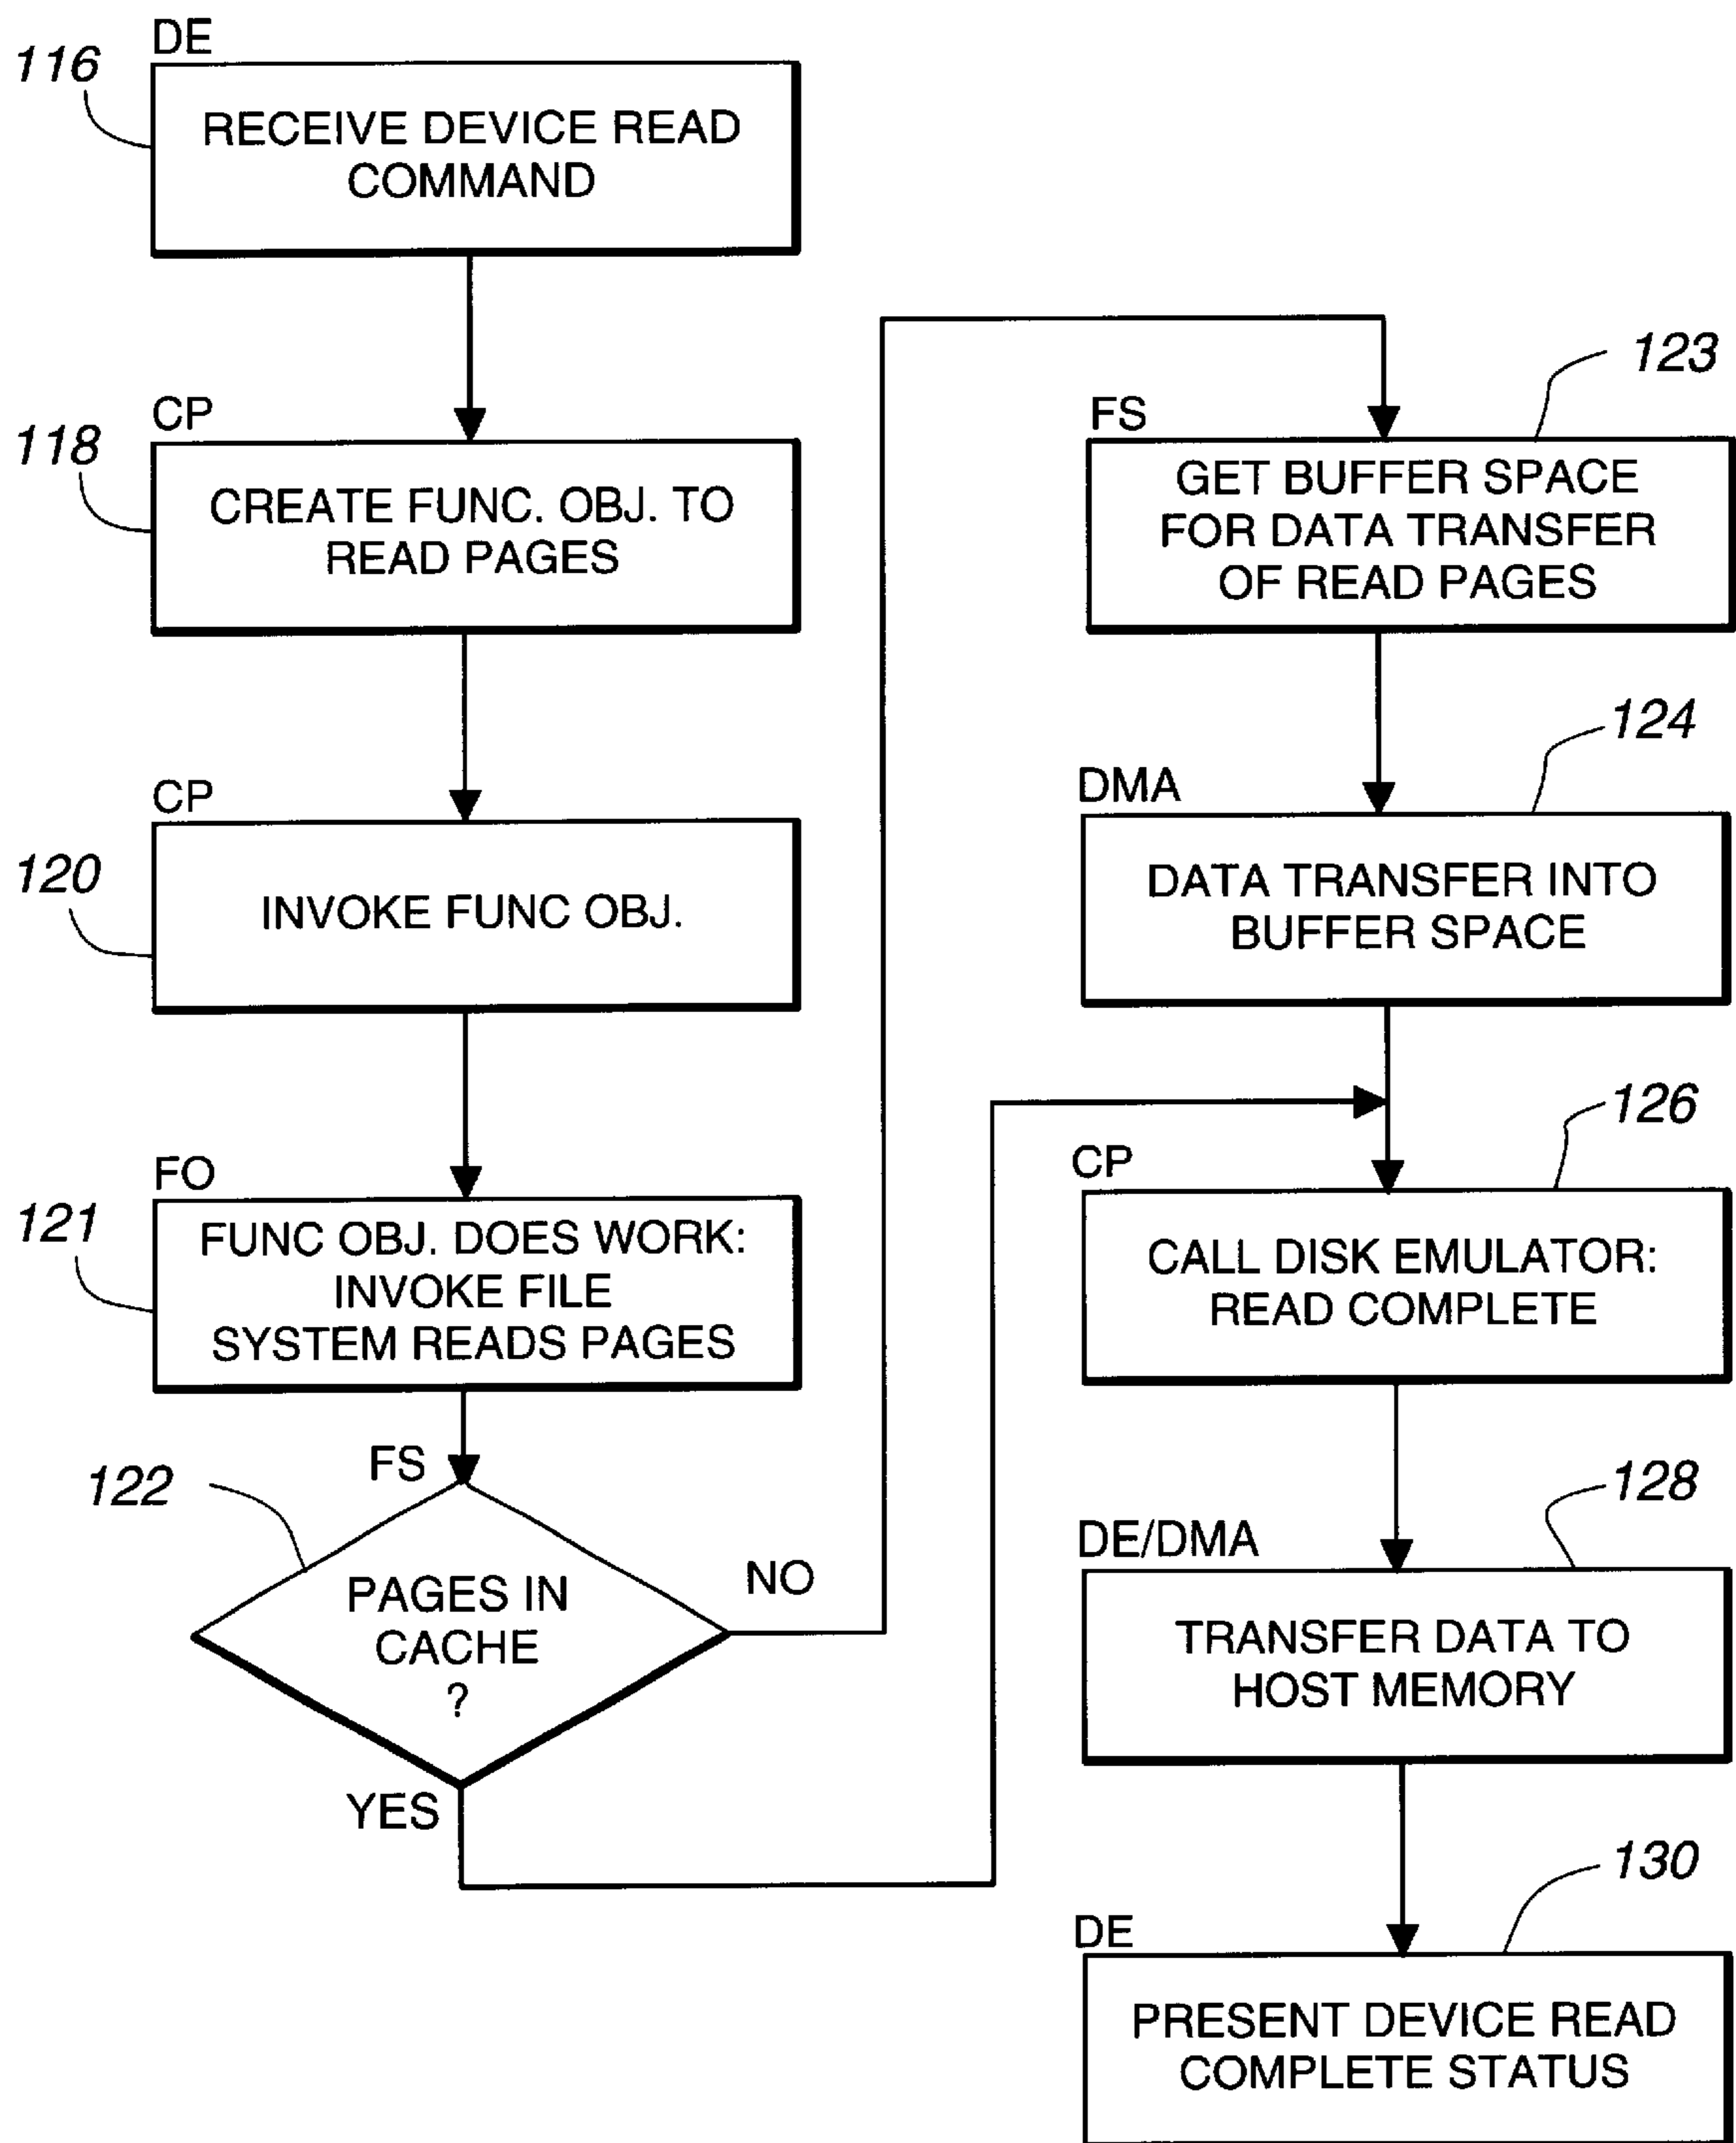 DE
116
RECEIVE DEVICE READ
COMMAND
CP
118
CREATE FUNC. OBJ. TO
READ PAGES
CP
120
INVOKE FUNC OBJ.
FO
121
FUNC OBJ. DOES WORK:
INVOKE FILE
SYSTEM READS PAGES
FS
122
PAGES IN
CACHE
?
NO
YES
123
FS
GET BUFFER SPACE
FOR DATA TRANSFER
OF READ PAGES
124
DMA
DATA TRANSFER INTO
BUFFER SPACE
126
CP
CALL DISK EMULATOR:
READ COMPLETE
128
DE/DMA
TRANSFER DATA TO
HOST MEMORY
130
DE
PRESENT DEVICE READ
COMPLETE STATUS